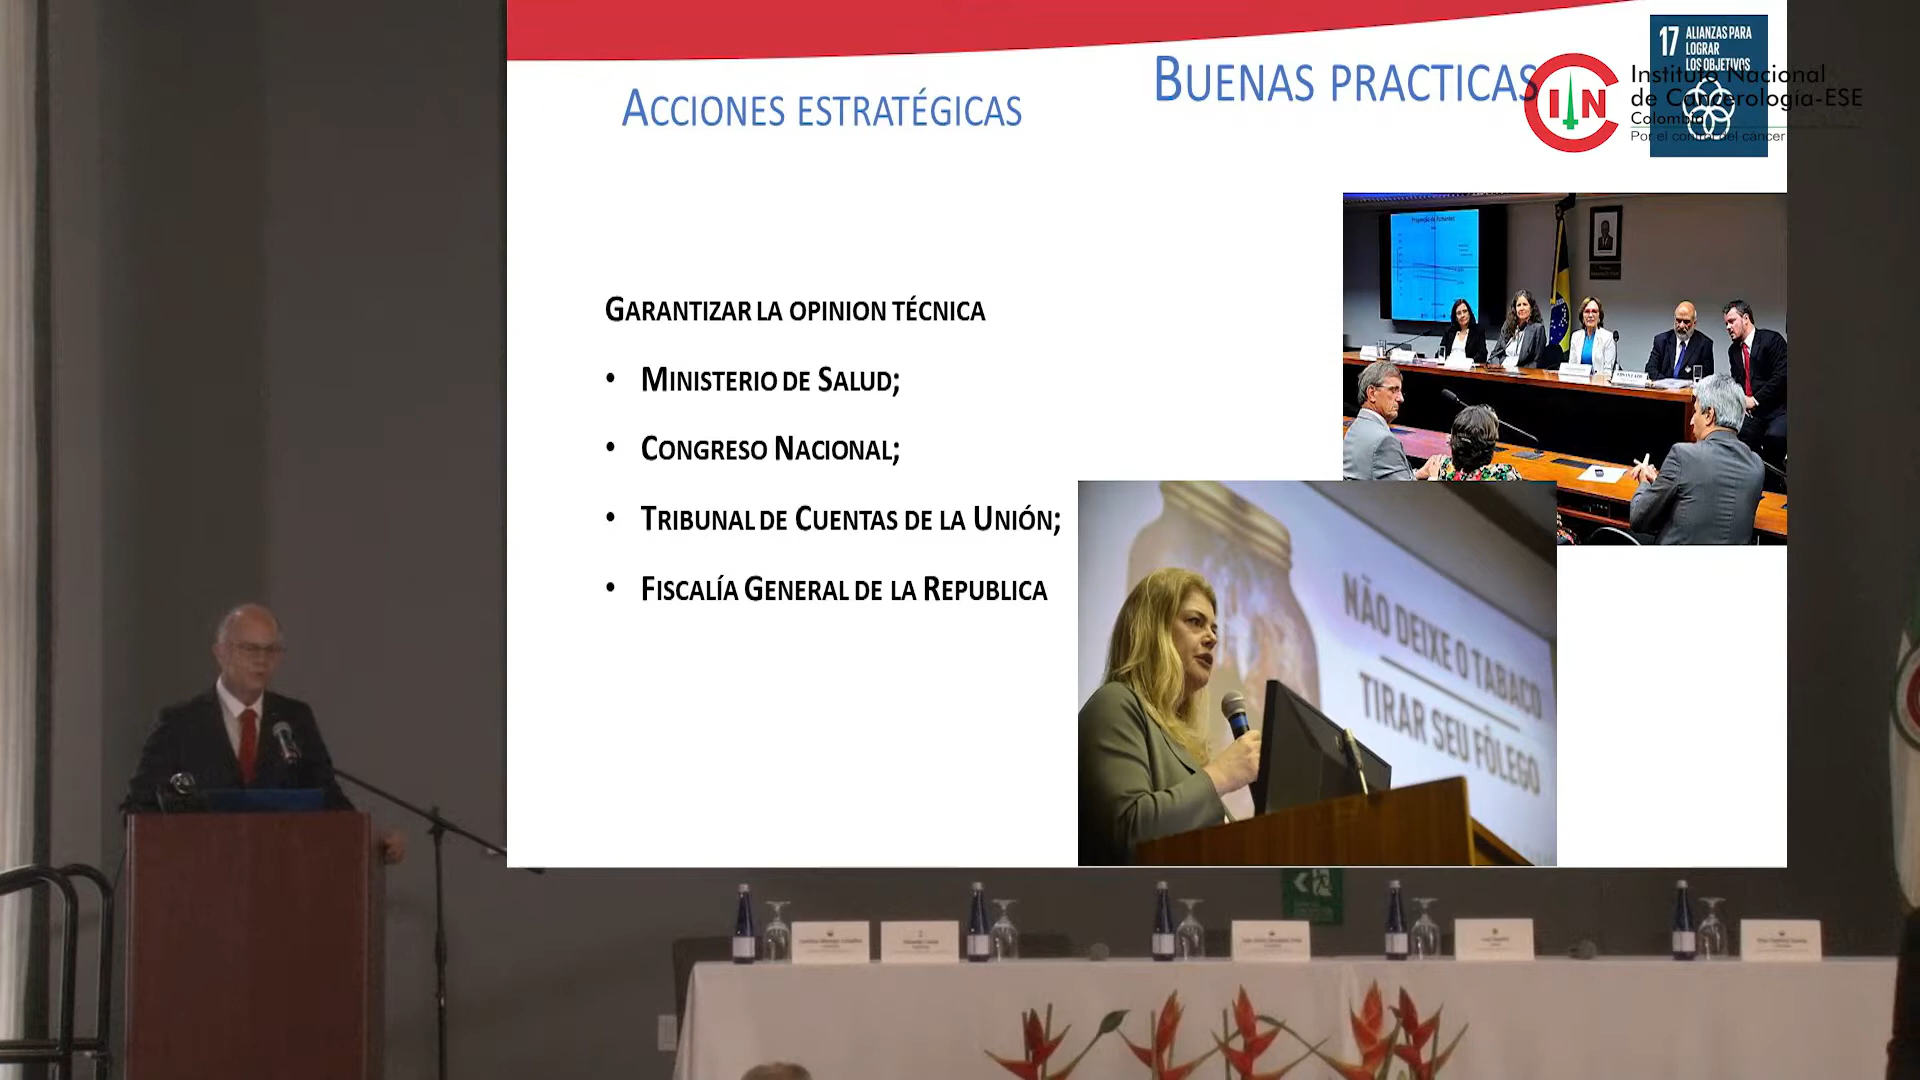 ACCIONES ESTRATÉGICAS
BUENAS PRACTICAS
17 ALIANZAS PARA
LOGRAR
LOS OBJETIVOS
Instituto Nacional
de Cancerología-ESE
Colombia
Por el control del cáncer
GARANTIZAR LA OPINION TÉCNICA
• MINISTERIO DE SALUD;
• CONGRESO NACIONAL;
• TRIBUNAL DE CUENTAS DE LA UNIÓN;
• FISCALÍA GENERAL DE LA REPUBLICA
NÃO DEIXE O TABACO
TIRAR SEU FÔLEGO